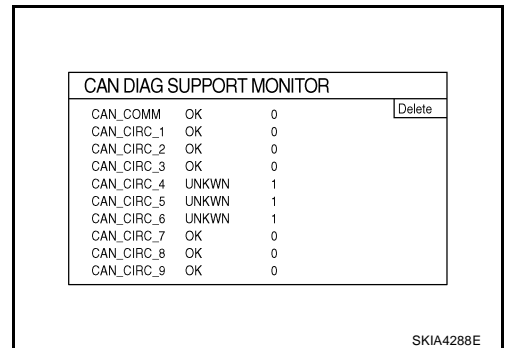 CAN DIAG SUPPORT MONITOR
Delete
CAN_COMM OK 0
CAN_CIRC_1 OK 0
CAN_CIRC_2 OK 0
CAN_CIRC_3 OK 0
CAN_CIRC_4 UNKWN 1
CAN_CIRC_5 UNKWN 1
CAN_CIRC_6 UNKWN 1
CAN_CIRC_7 OK 0
CAN_CIRC_8 OK 0
CAN_CIRC_9 OK 0
SKIA4288E